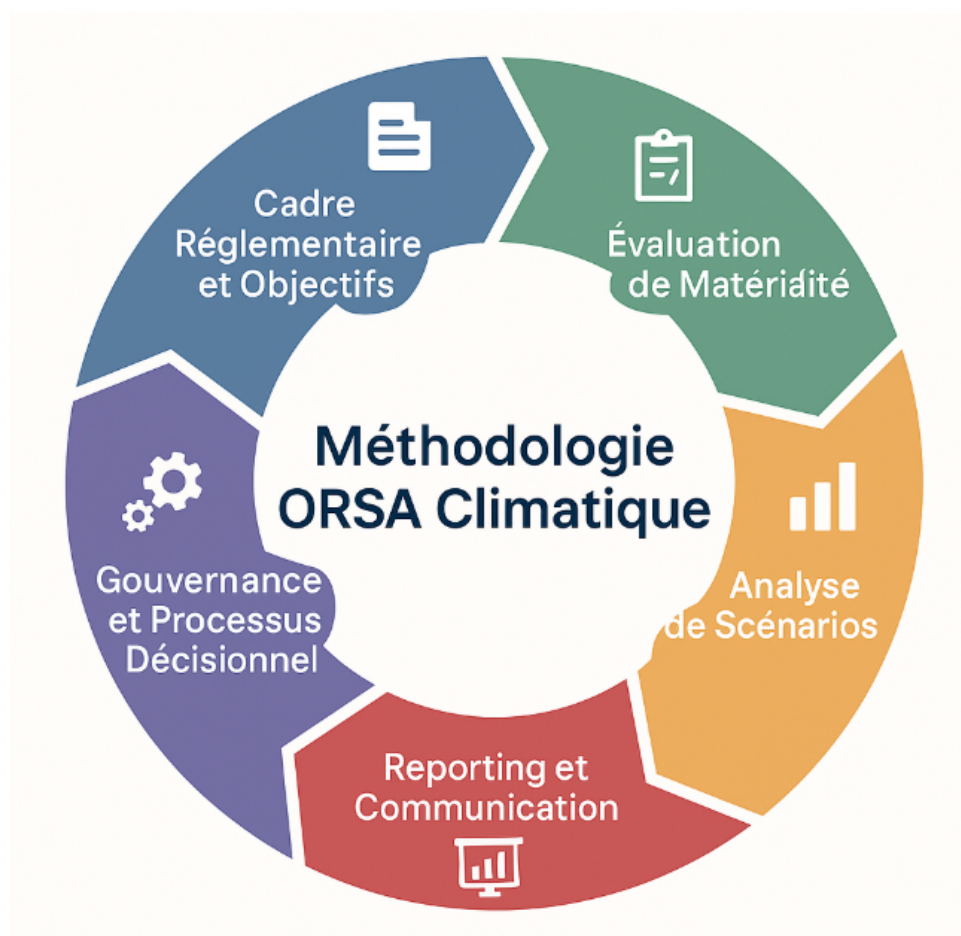 Cadre
Réglementaire
et Objectifs
Évaluation
de Matérialité
Analyse
de Scénarios
Reporting et
Communication
Gouvernance
et Processus
Décisionnel
Méthodologie
ORSA Climatique